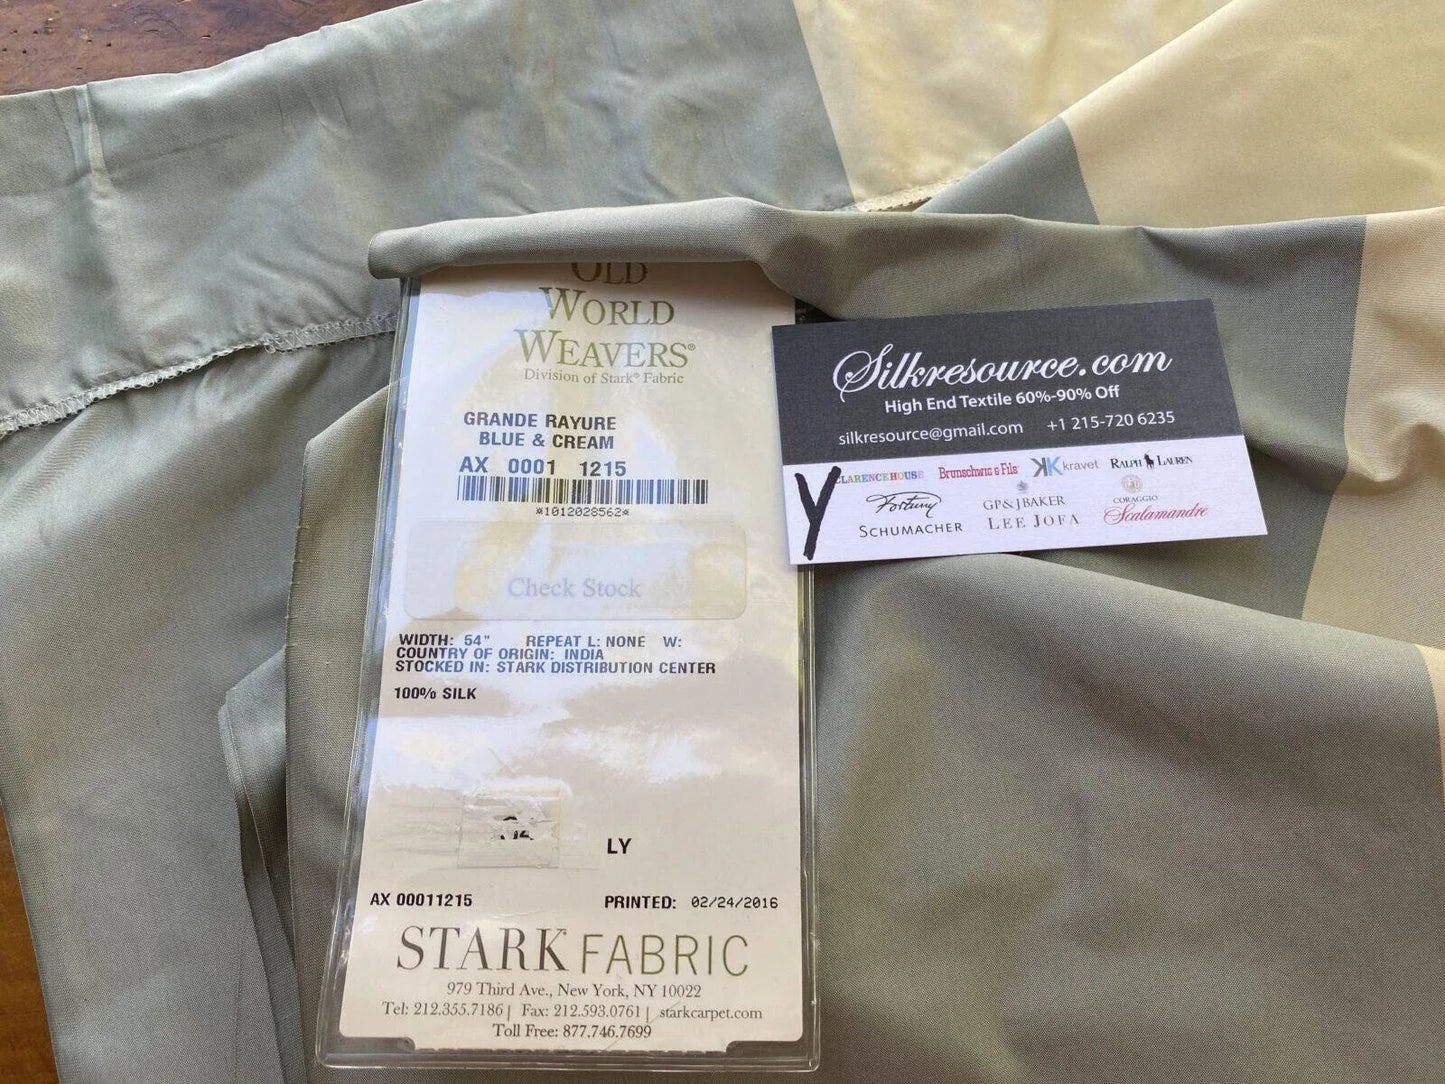 OLD
WORLD
WEAVERS®
Division of Stark® Fabric
GRANDE RAYURE
BLUE & CREAM
AX 0001 1215
*1012028562*
Check Stock
WIDTH: 54" REPEAT L: NONE W:
COUNTRY OF ORIGIN: INDIA
STOCKED IN: STARK DISTRIBUTION CENTER
100% SILK
LY
AX 00011215 PRINTED: 02/24/2016
STARK FABRIC
979 Third Ave., New York, NY 10022
Tel: 212.355.7186 | Fax: 212.593.0761 | starkcarpet.com
Toll Free: 877.746.7699
Silkresource.com
High End Textile 60%-90% Off
silkresource@gmail.com +1 215-720 6235
Y
CLARENCE HOUSE Brunschwig & Fils kravet RALPH LAUREN
Fortuny GP & J BAKER CORAGGIO
SCHUMACHER LEE JOFA Scalamandre